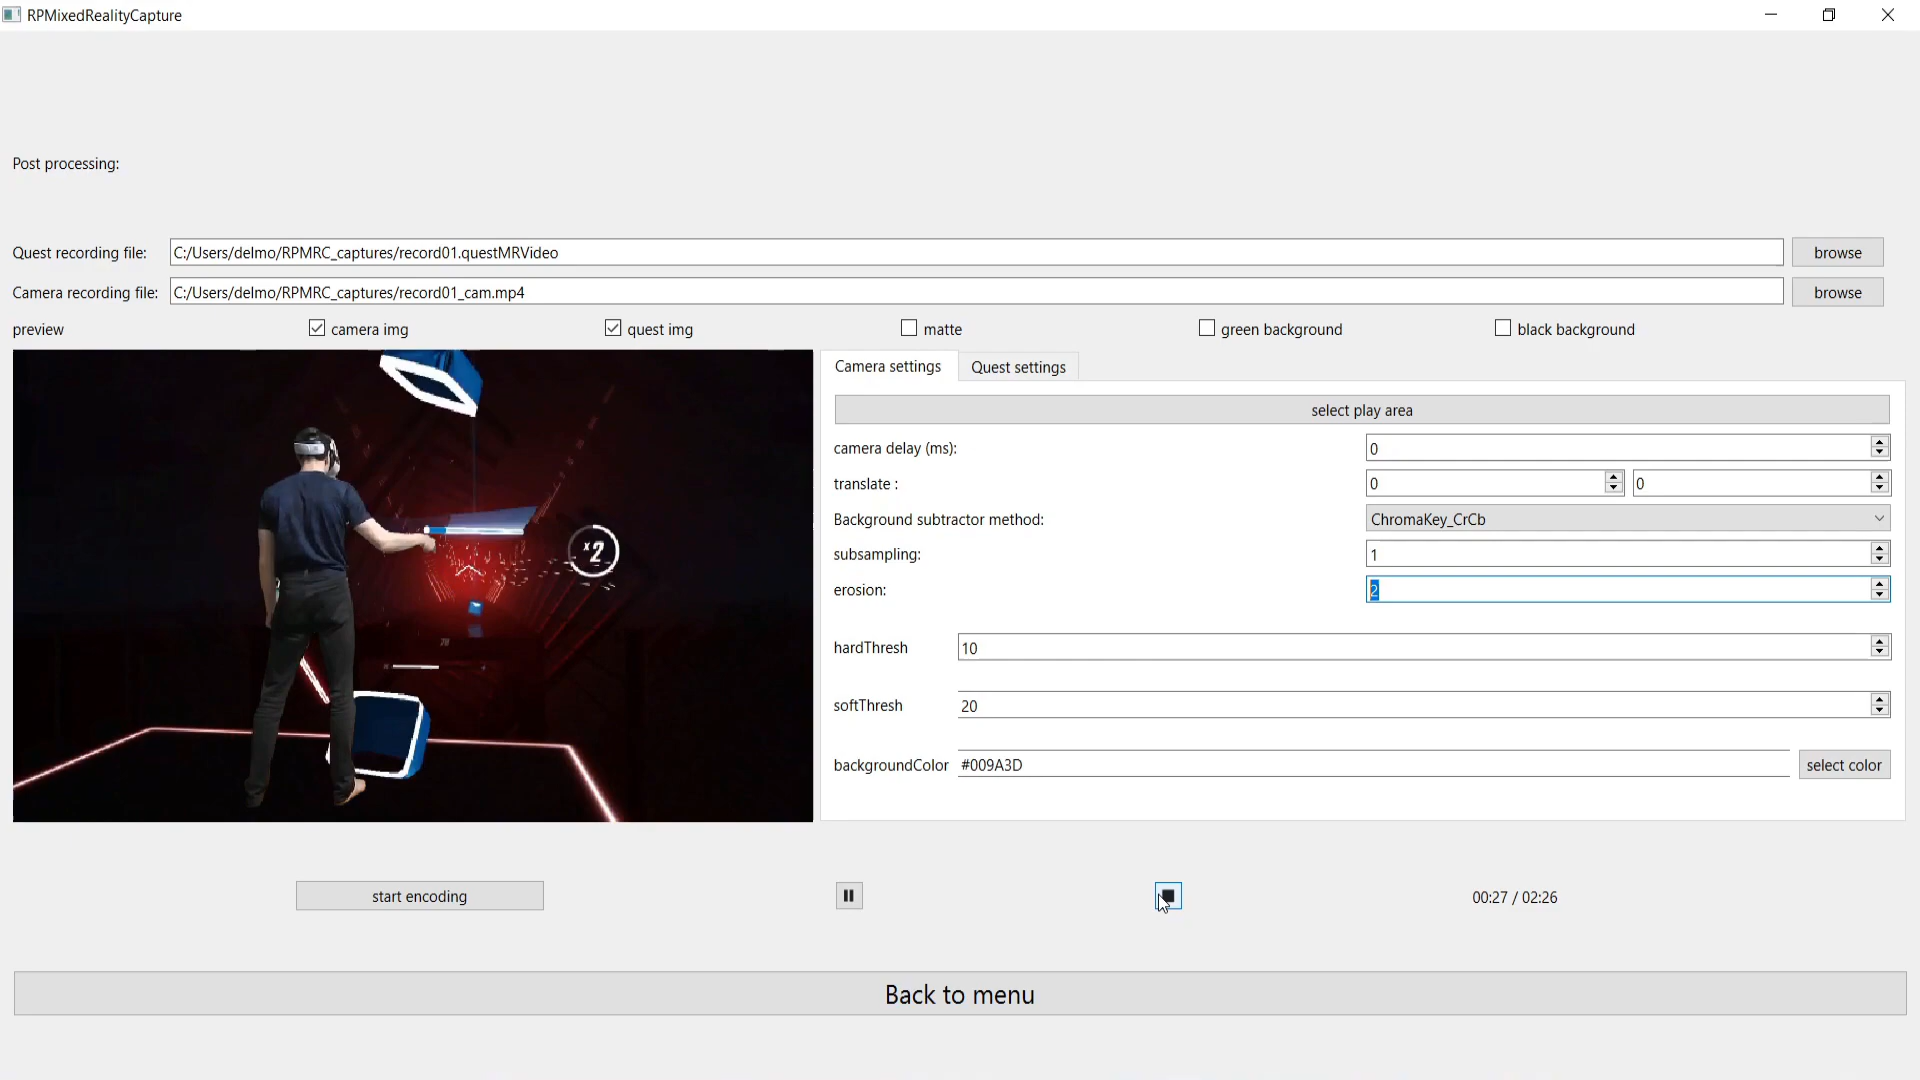 RPMixedRealityCapture
Post processing:
Quest recording file: C:/Users/delmo/RPMRC_captures/record01.questMRVideo browse
Camera recording file: C:/Users/delmo/RPMRC_captures/record01_cam.mp4 browse
preview camera img quest img matte green background black background
Camera settings Quest settings
select play area
camera delay (ms): 0
translate : 0 0
Background subtractor method: ChromaKey_CrCb
subsampling: 1
erosion: 2
x2
hardThresh 10
softThresh 20
backgroundColor #009A3D select color
start encoding 00:27 / 02:26
Back to menu